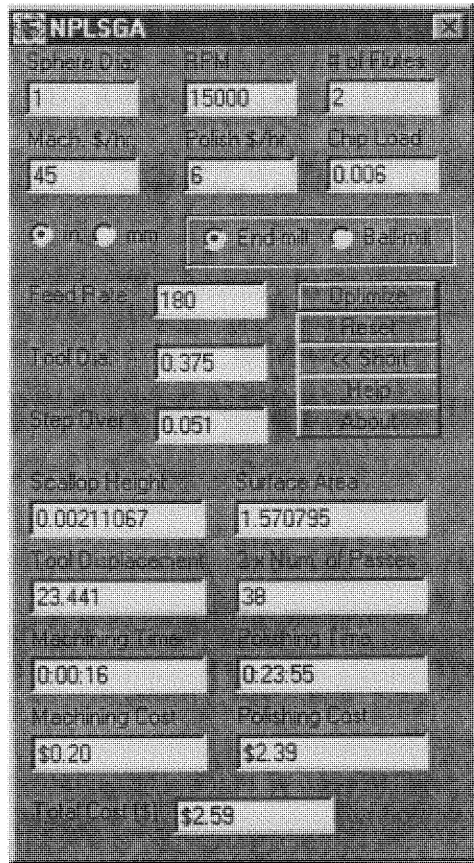 NPLSGA
Sphere Dia. RPM # of Flutes
1 15000 2
Mach. $/hr. Polish $/hr. Chip Load
45 6 0.006
in. mm End mill Ball mill
Feed Rate 180 Optimize
Reset
Tool Dia. 0.375 << Short
Help
Step Over 0.051 About
Scallop Height Surface Area
0.00211067 1.570795
Tool Displacement 2x Num. of Passes
23.441 38
Machining Time Polishing Time
0:00:16 0:23:55
Machining Cost Polishing Cost
$0.20 $2.39
Total Cost ($) $2.59